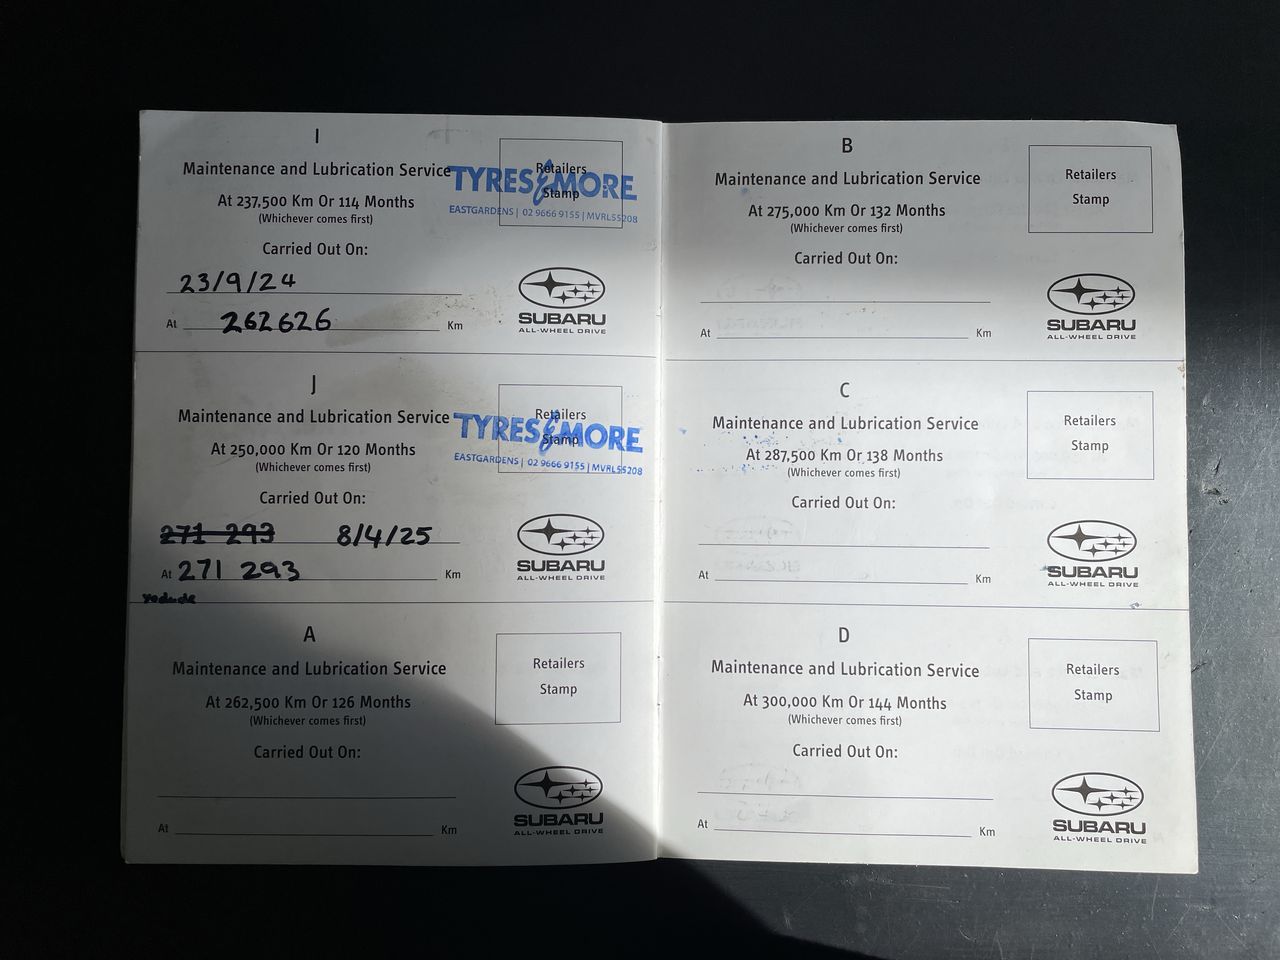 I
Maintenance and Lubrication Service
At 237,500 Km Or 114 Months
(Whichever comes first)
Carried Out On:
23/9/24
At 262626 Km
Retailers
Stamp
TYRES&MORE
EASTGARDENS | 02 9666 9155 | MVRL55208
SUBARU
ALL-WHEEL DRIVE
J
Maintenance and Lubrication Service
At 250,000 Km Or 120 Months
(Whichever comes first)
Carried Out On:
271 293 8/4/25
At 271 293 Km
Retailers
Stamp
TYRES&MORE
EASTGARDENS | 02 9666 9155 | MVRL55208
SUBARU
ALL-WHEEL DRIVE
A
Maintenance and Lubrication Service
At 262,500 Km Or 126 Months
(Whichever comes first)
Carried Out On:
At Km
Retailers
Stamp
SUBARU
ALL-WHEEL DRIVE
B
Maintenance and Lubrication Service
At 275,000 Km Or 132 Months
(Whichever comes first)
Carried Out On:
At Km
Retailers
Stamp
SUBARU
ALL-WHEEL DRIVE
C
Maintenance and Lubrication Service
At 287,500 Km Or 138 Months
(Whichever comes first)
Carried Out On:
At Km
Retailers
Stamp
SUBARU
ALL-WHEEL DRIVE
D
Maintenance and Lubrication Service
At 300,000 Km Or 144 Months
(Whichever comes first)
Carried Out On:
At Km
Retailers
Stamp
SUBARU
ALL-WHEEL DRIVE